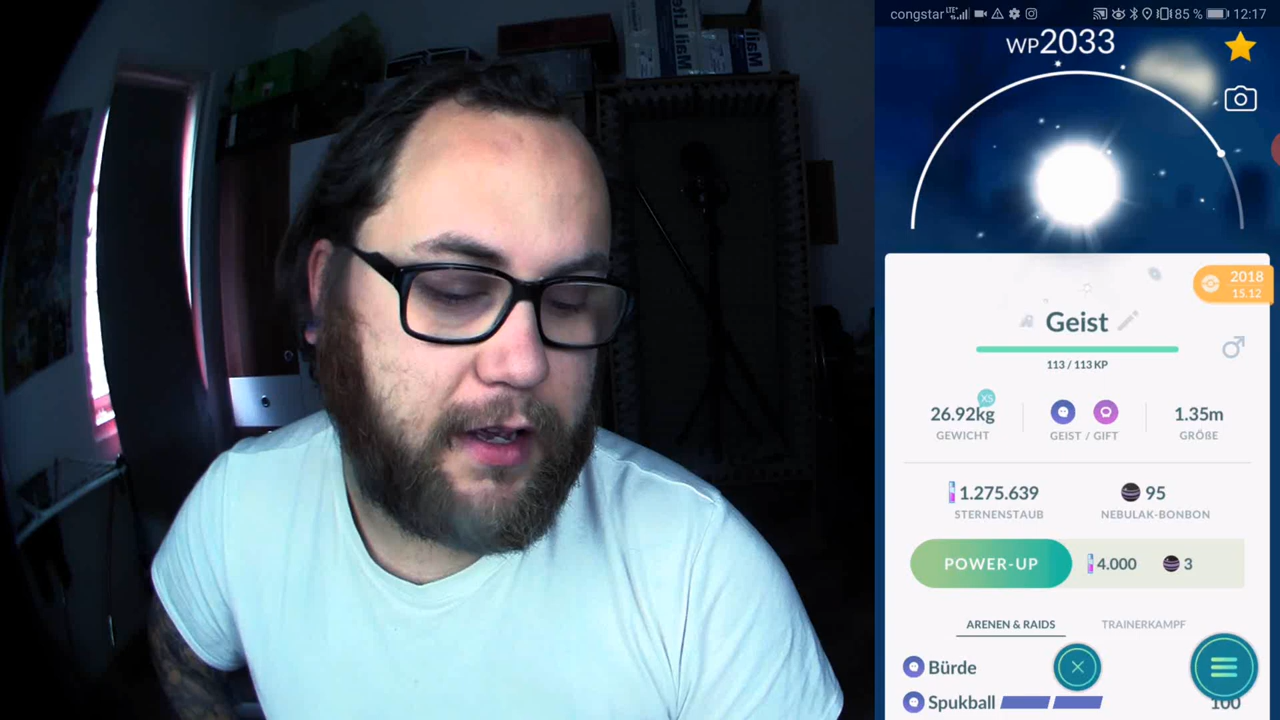 congstar LTE 85 % 12:17
WP2033
2018
15.12
Geist
113 / 113 KP
XS
26.92kg
GEWICHT
GEIST / GIFT
1.35m
GRÖßE
1.275.639
STERNENSTAUB
95
NEBULAK-BONBON
POWER-UP
4.000
3
ARENEN & RAIDS
TRAINERKAMPF
Bürde
Spukball
100